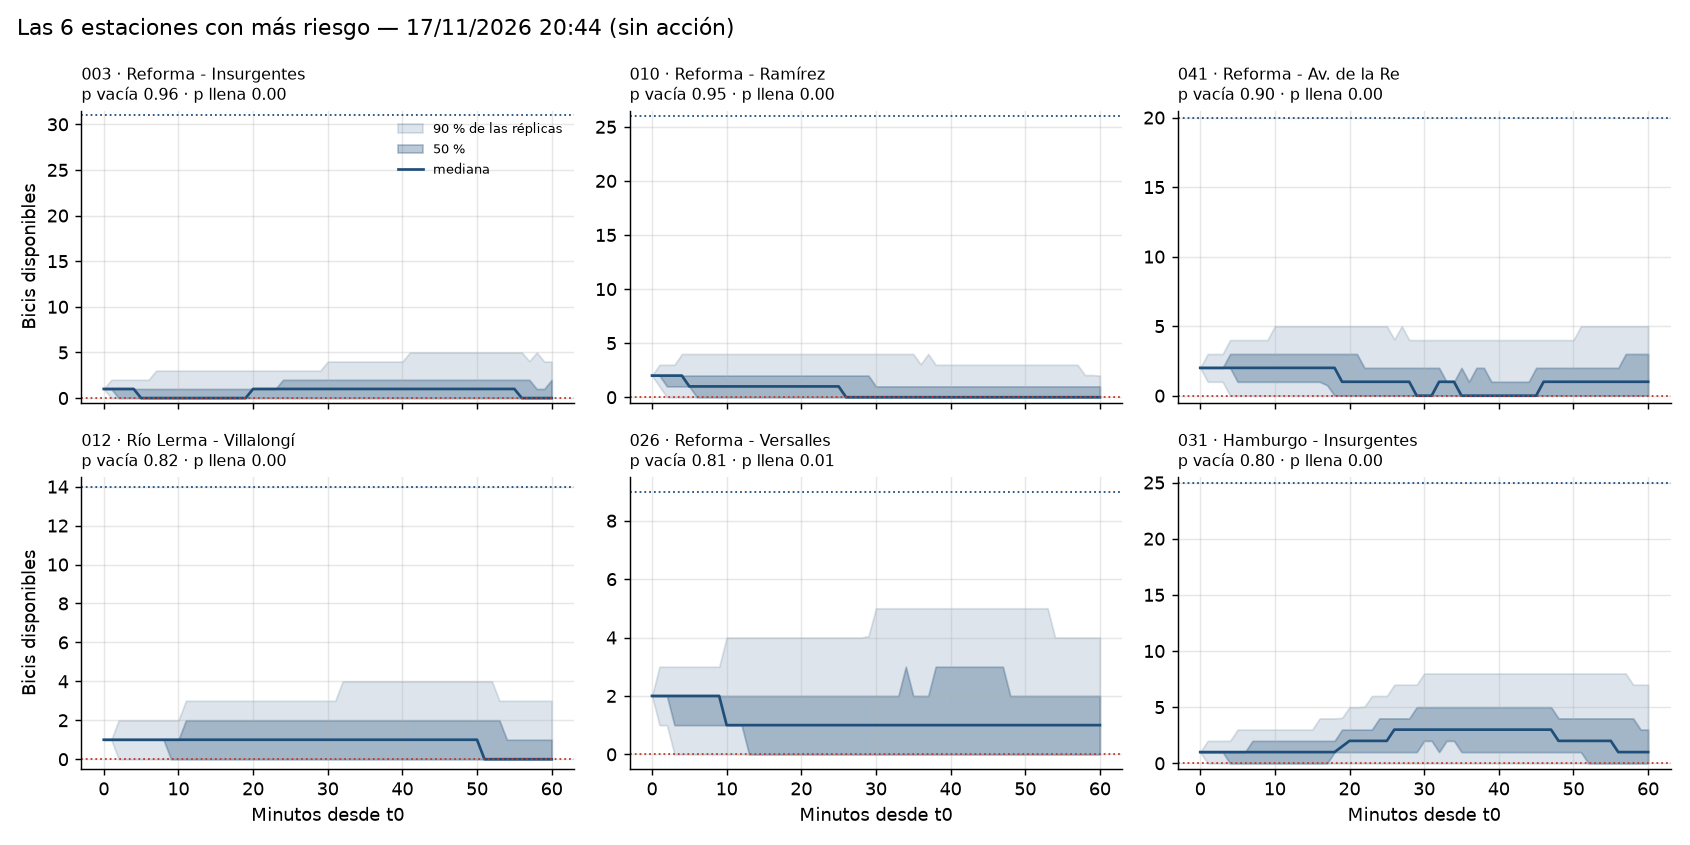 Las 6 estaciones con más riesgo — 17/11/2026 20:44 (sin acción)
003 · Reforma - Insurgentes
p vacía 0.96 · p llena 0.00
30
25
20
15
10
5
0
Bicis disponibles
90 % de las réplicas
50 %
mediana
010 · Reforma - Ramírez
p vacía 0.95 · p llena 0.00
25
20
15
10
5
0
041 · Reforma - Av. de la Re
p vacía 0.90 · p llena 0.00
20
15
10
5
0
012 · Río Lerma - Villalongí
p vacía 0.82 · p llena 0.00
14
12
10
8
6
4
2
0
Bicis disponibles
0 10 20 30 40 50 60
Minutos desde t0
026 · Reforma - Versalles
p vacía 0.81 · p llena 0.01
8
6
4
2
0
0 10 20 30 40 50 60
Minutos desde t0
031 · Hamburgo - Insurgentes
p vacía 0.80 · p llena 0.00
25
20
15
10
5
0
0 10 20 30 40 50 60
Minutos desde t0